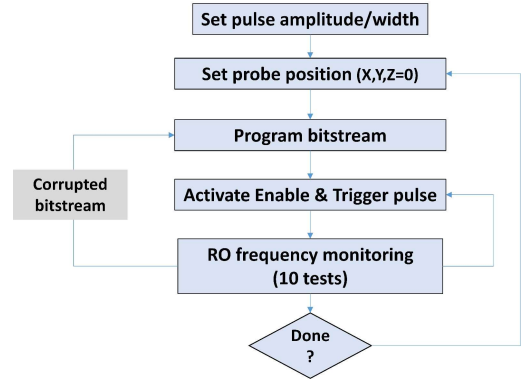 Set pulse amplitude/width
Set probe position (X,Y,Z=0)
Program bitstream
Corrupted
bitstream
Activate Enable & Trigger pulse
RO frequency monitoring
(10 tests)
Done
?